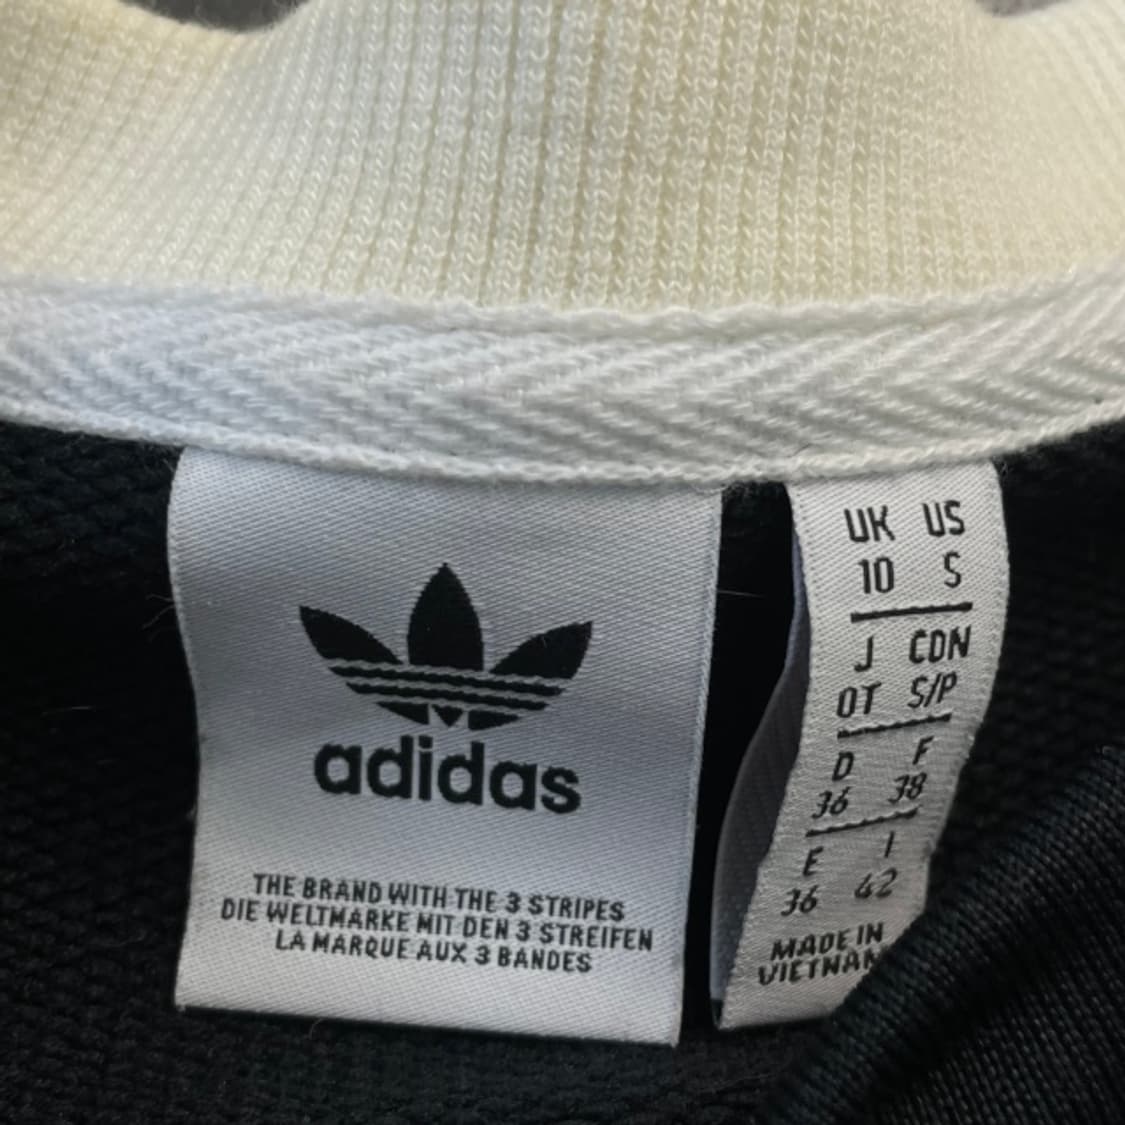 adidas
THE BRAND WITH THE 3 STRIPES
DIE WELTMARKE MIT DEN 3 STREIFEN
LA MARQUE AUX 3 BANDES
UK US
10 S
J CDN
OT S/P
D F
36 38
E I
36 42
MADE IN
VIETNAM